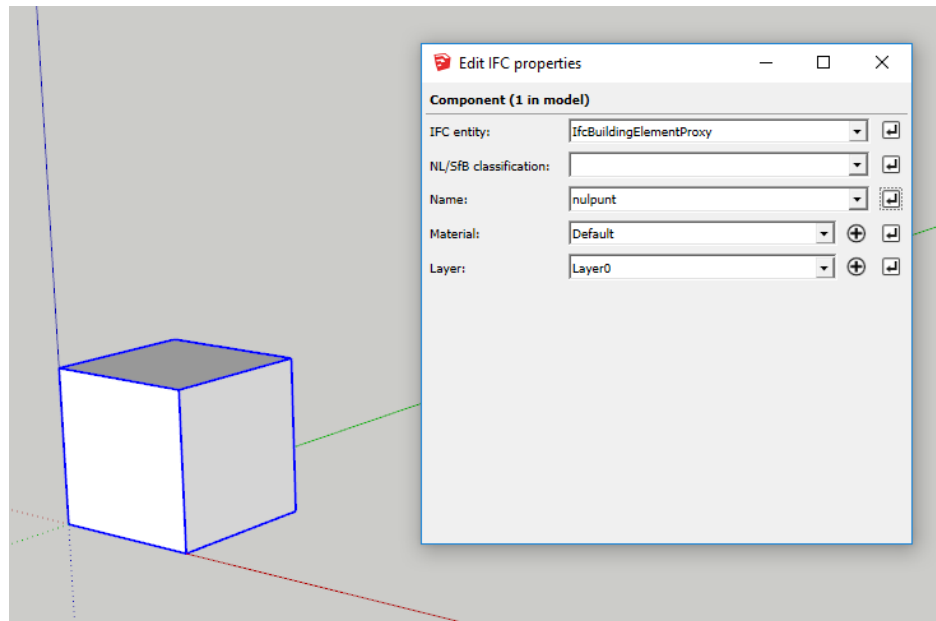 Edit IFC properties
Component (1 in model)
IFC entity: IfcBuildingElementProxy
NL/SfB classification:
Name: nulpunt
Material: Default
Layer: Layer0